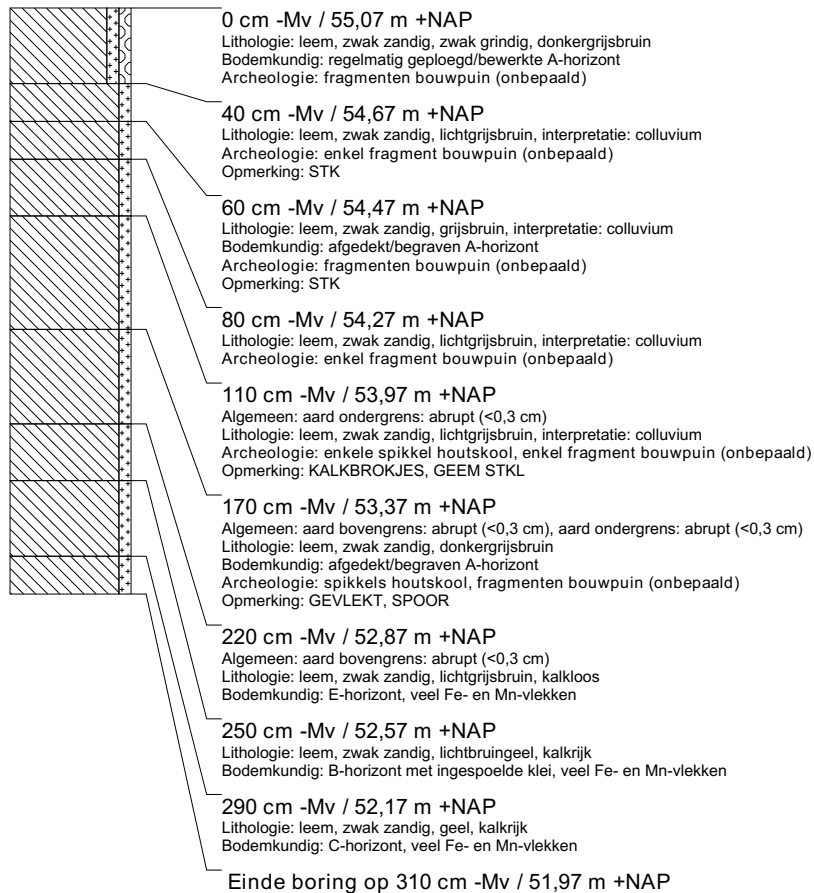 0 cm -Mv / 55,07 m +NAP
Lithologie: leem, zwak zandig, zwak grindig, donkergrijsbruin
Bodemkundig: regelmatig geploegd/bewerkte A-horizont
Archeologie: fragmenten bouwpuin (onbepaald)
40 cm -Mv / 54,67 m +NAP
Lithologie: leem, zwak zandig, lichtgrijsbruin, interpretatie: colluvium
Archeologie: enkel fragment bouwpuin (onbepaald)
Opmerking: STK
60 cm -Mv / 54,47 m +NAP
Lithologie: leem, zwak zandig, grijsbruin, interpretatie: colluvium
Bodemkundig: afgedekt/begraven A-horizont
Archeologie: fragmenten bouwpuin (onbepaald)
Opmerking: STK
80 cm -Mv / 54,27 m +NAP
Lithologie: leem, zwak zandig, lichtgrijsbruin, interpretatie: colluvium
Archeologie: enkel fragment bouwpuin (onbepaald)
110 cm -Mv / 53,97 m +NAP
Algemeen: aard ondergrens: abrupt (<0,3 cm)
Lithologie: leem, zwak zandig, lichtgrijsbruin, interpretatie: colluvium
Archeologie: enkele spikkel houtskool, enkel fragment bouwpuin (onbepaald)
Opmerking: KALKBROKJES, GEEM STKL
170 cm -Mv / 53,37 m +NAP
Algemeen: aard bovengrens: abrupt (<0,3 cm), aard ondergrens: abrupt (<0,3 cm)
Lithologie: leem, zwak zandig, donkergrijsbruin
Bodemkundig: afgedekt/begraven A-horizont
Archeologie: spikkels houtskool, fragmenten bouwpuin (onbepaald)
Opmerking: GEVLEKT, SPOOR
220 cm -Mv / 52,87 m +NAP
Algemeen: aard bovengrens: abrupt (<0,3 cm)
Lithologie: leem, zwak zandig, lichtgrijsbruin, kalkloos
Bodemkundig: E-horizont, veel Fe- en Mn-vlekken
250 cm -Mv / 52,57 m +NAP
Lithologie: leem, zwak zandig, lichtbruingeel, kalkrijk
Bodemkundig: B-horizont met ingespoelde klei, veel Fe- en Mn-vlekken
290 cm -Mv / 52,17 m +NAP
Lithologie: leem, zwak zandig, geel, kalkrijk
Bodemkundig: C-horizont, veel Fe- en Mn-vlekken
Einde boring op 310 cm -Mv / 51,97 m +NAP